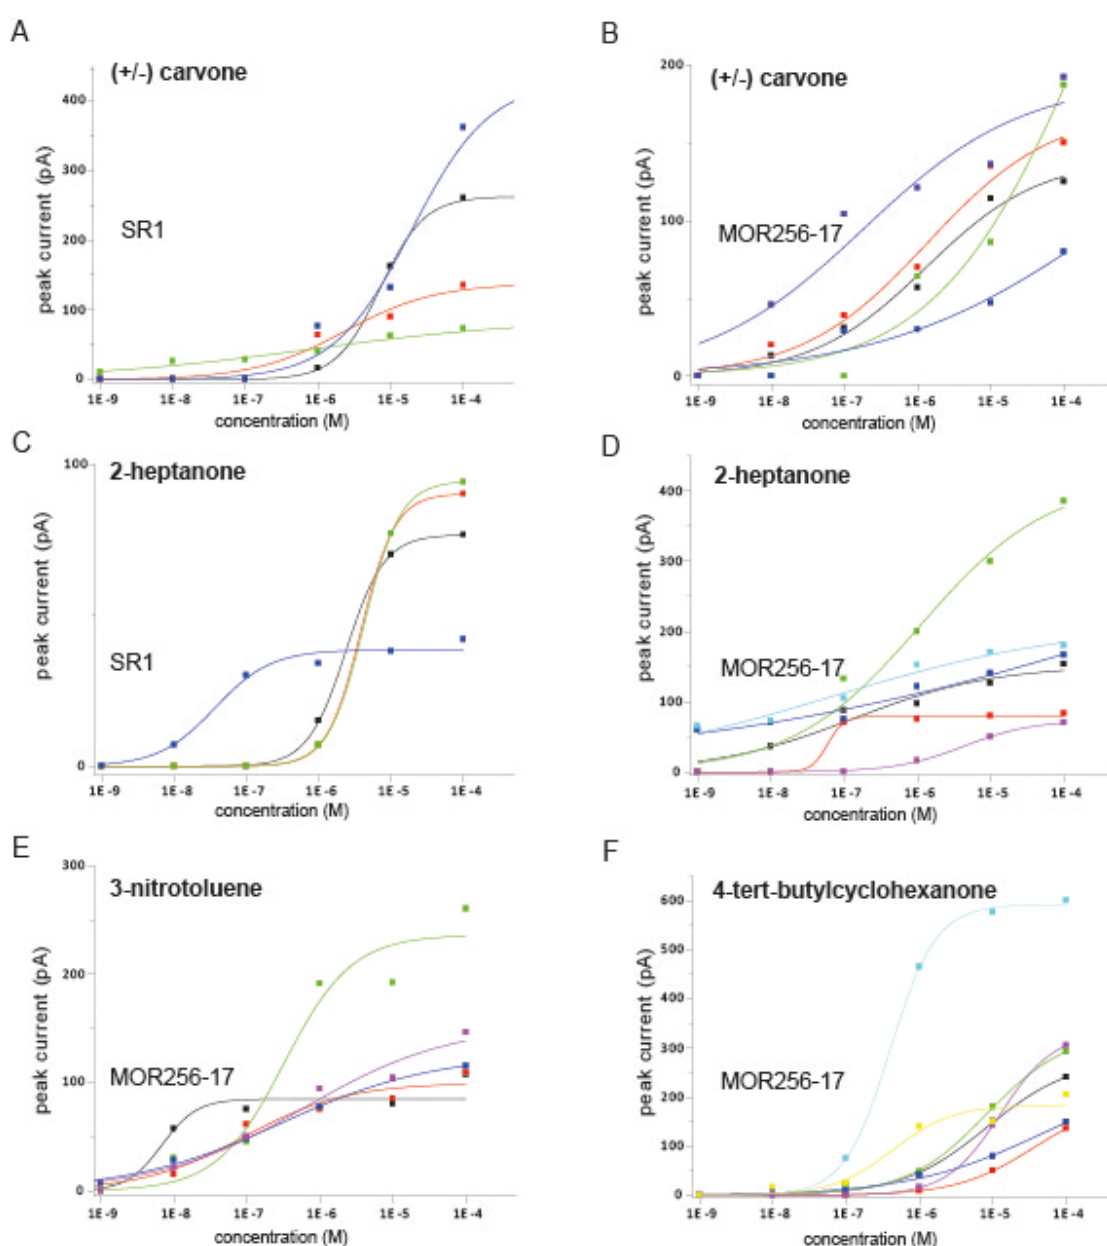 A
(+/-) carvone
peak current (pA)
400
300
200
100
0
SR1
1E-9 1E-8 1E-7 1E-6 1E-5 1E-4
concentration (M)
B
(+/-) carvone
peak current (pA)
200
100
0
MOR256-17
1E-9 1E-8 1E-7 1E-6 1E-5 1E-4
concentration (M)
C
2-heptanone
peak current (pA)
100
0
SR1
1E-9 1E-8 1E-7 1E-6 1E-5 1E-4
concentration (M)
D
2-heptanone
peak current (pA)
400
300
200
100
0
MOR256-17
1E-9 1E-8 1E-7 1E-6 1E-5 1E-4
concentration (M)
E
3-nitrotoluene
peak current (pA)
300
200
100
0
MOR256-17
1E-9 1E-8 1E-7 1E-6 1E-5 1E-4
concentration (M)
F
4-tert-butylcyclohexanone
peak current (pA)
600
500
400
300
200
100
0
MOR256-17
1E-9 1E-8 1E-7 1E-6 1E-5 1E-4
concentration (M)